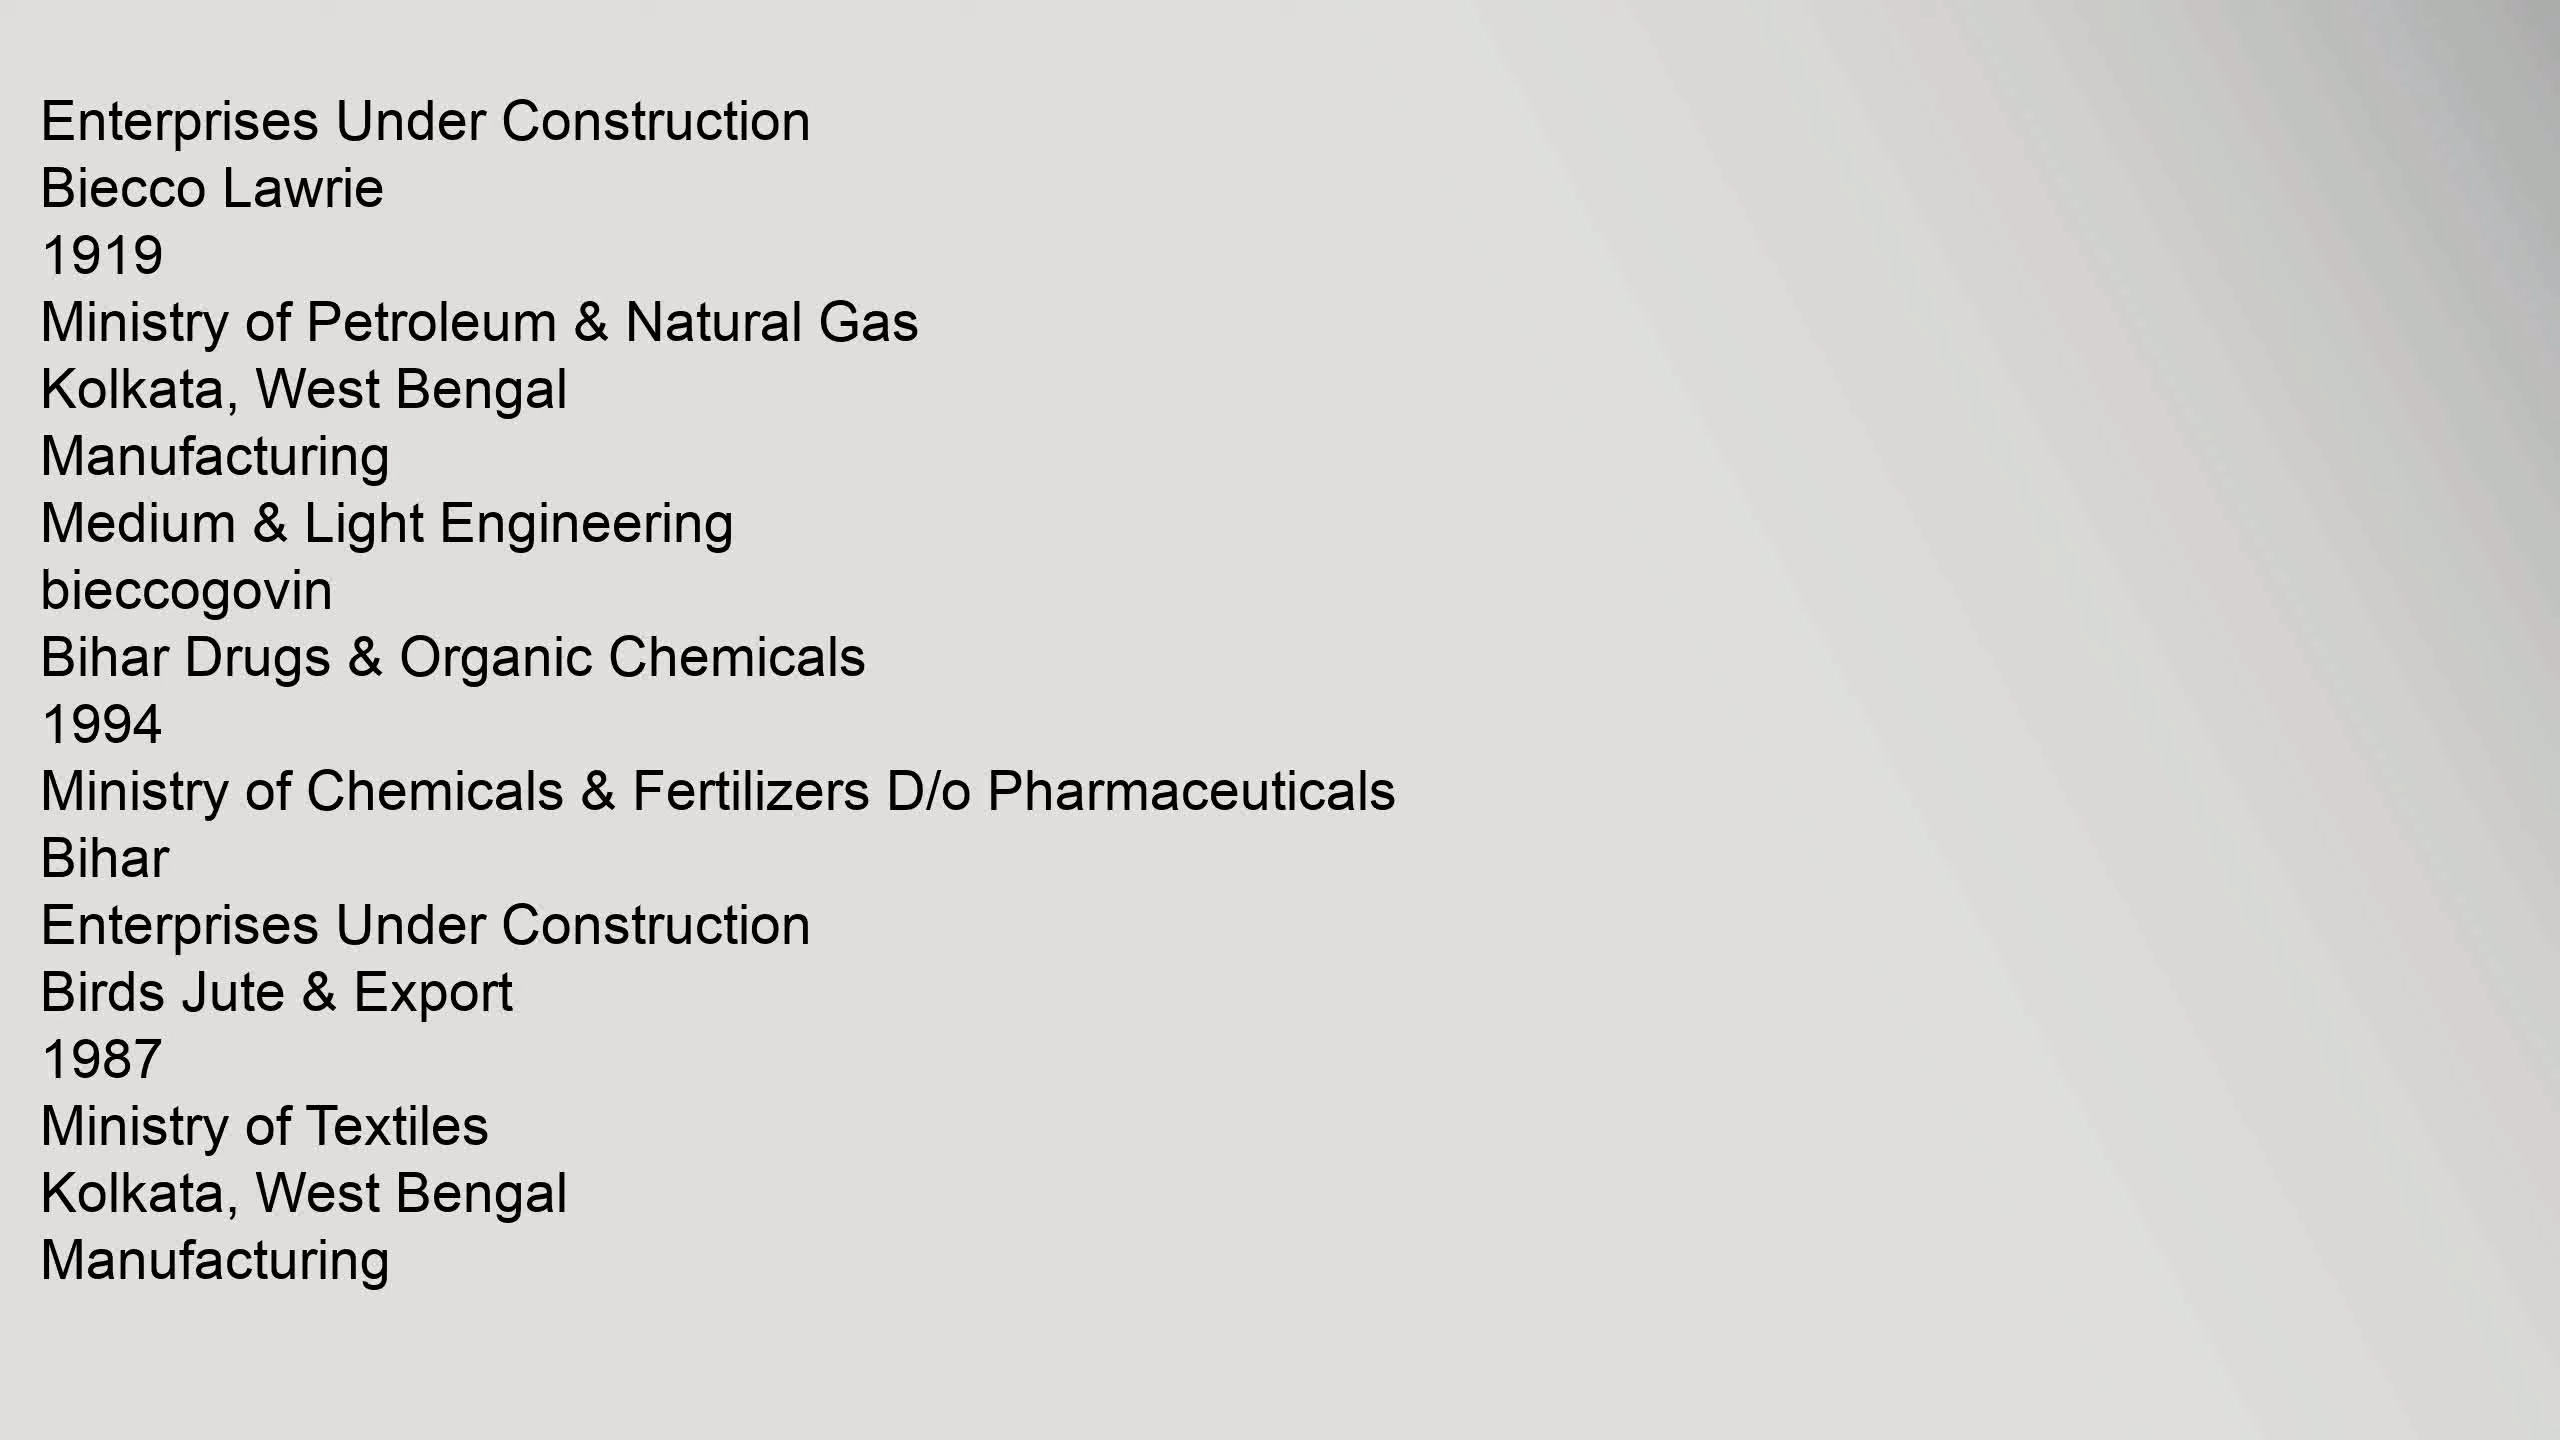 Enterprises Under Construction
Biecco Lawrie
1919
Ministry of Petroleum & Natural Gas
Kolkata, West Bengal
Manufacturing
Medium & Light Engineering
bieccogovin
Bihar Drugs & Organic Chemicals
1994
Ministry of Chemicals & Fertilizers D/o Pharmaceuticals
Bihar
Enterprises Under Construction
Birds Jute & Export
1987
Ministry of Textiles
Kolkata, West Bengal
Manufacturing